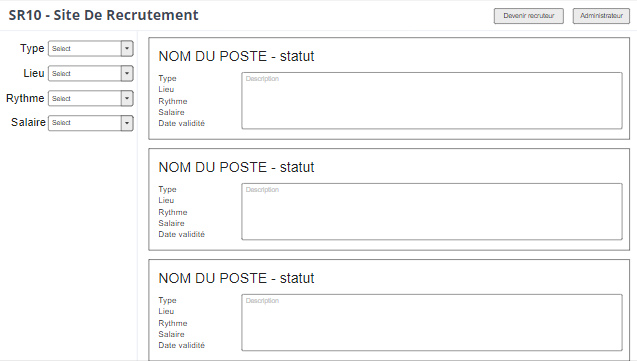 SR10 - Site De Recrutement
Devenir recruteur
Administrateur
Type Select
Lieu Select
Rythme Select
Salaire Select
NOM DU POSTE - statut
Type
Lieu
Rythme
Salaire
Date validité
Description
NOM DU POSTE - statut
Type
Lieu
Rythme
Salaire
Date validité
Description
NOM DU POSTE - statut
Type
Lieu
Rythme
Salaire
Date validité
Description